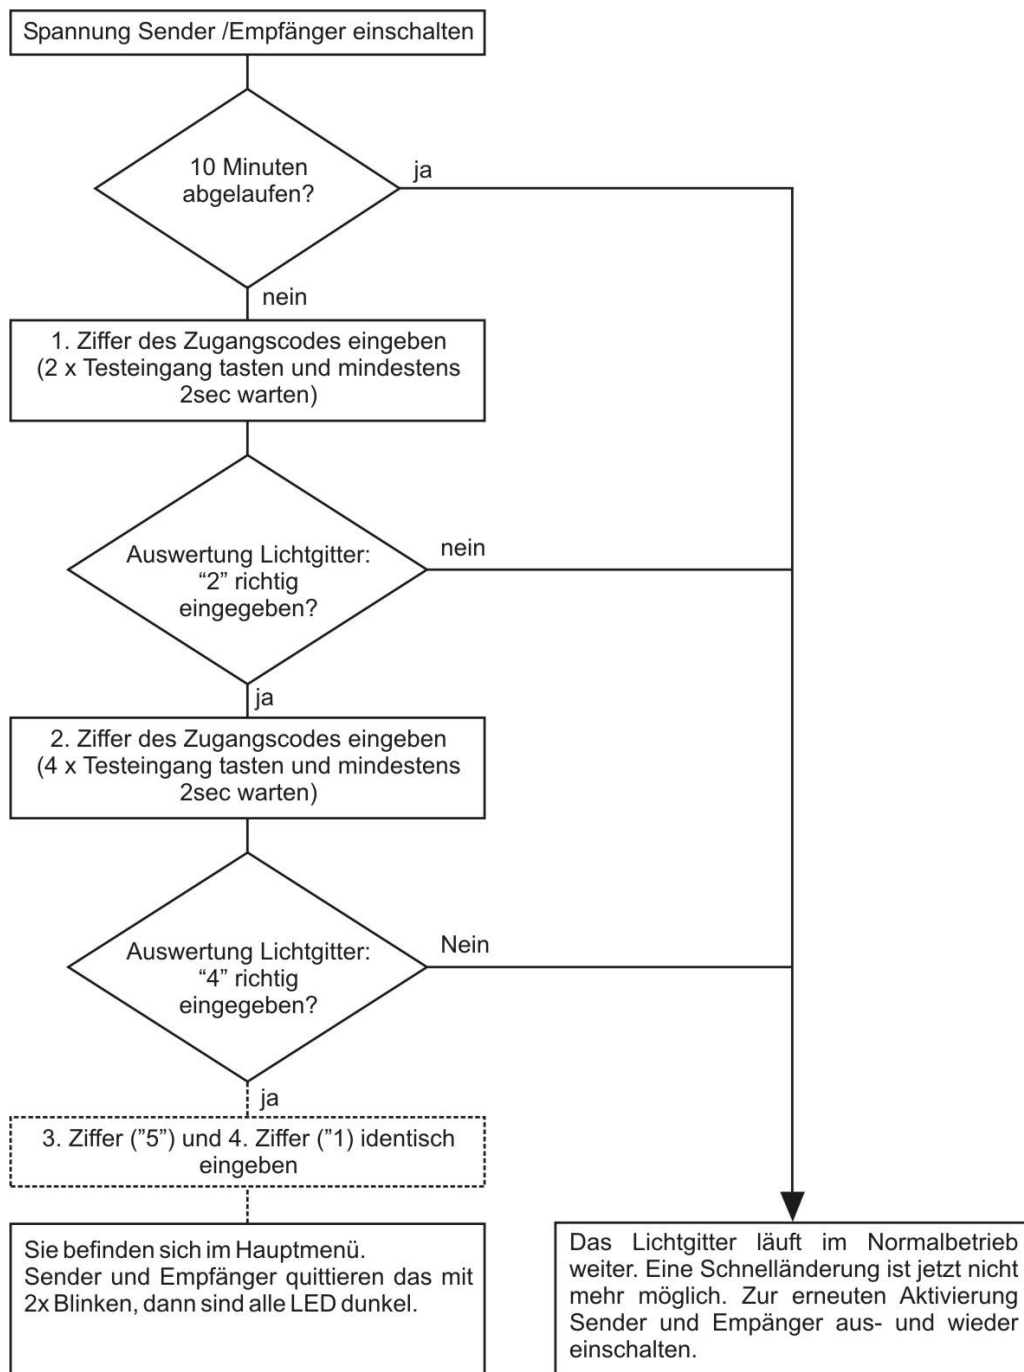 Spannung Sender /Empfänger einschalten
10 Minuten
abgelaufen?
ja
nein
1. Ziffer des Zugangscodes eingeben
(2 x Testeingang tasten und mindestens
2sec warten)
Auswertung Lichtgitter:
“2” richtig
eingegeben?
nein
ja
2. Ziffer des Zugangscodes eingeben
(4 x Testeingang tasten und mindestens
2sec warten)
Auswertung Lichtgitter:
“4” richtig
eingegeben?
Nein
ja
3. Ziffer (”5”) und 4. Ziffer (”1) identisch
eingeben
Sie befinden sich im Hauptmenü.
Sender und Empfänger quittieren das mit
2x Blinken, dann sind alle LED dunkel.
Das Lichtgitter läuft im Normalbetrieb
weiter. Eine Schnelländerung ist jetzt nicht
mehr möglich. Zur erneuten Aktivierung
Sender und Empänger aus- und wieder
einschalten.